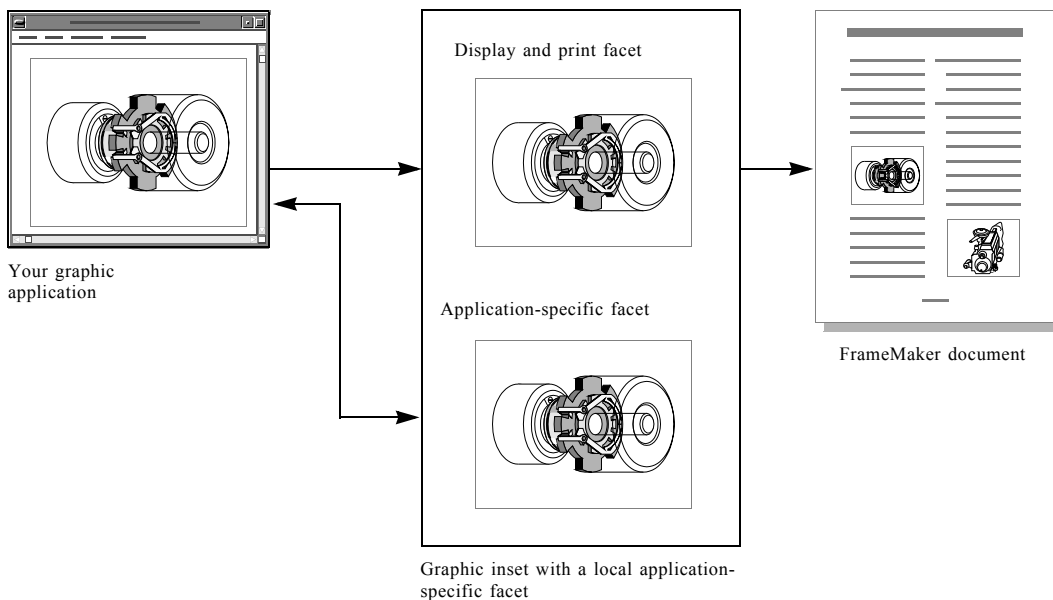 Display and print facet
Your graphic
application
Application-specific facet
FrameMaker document
Graphic inset with a local application-
specific facet